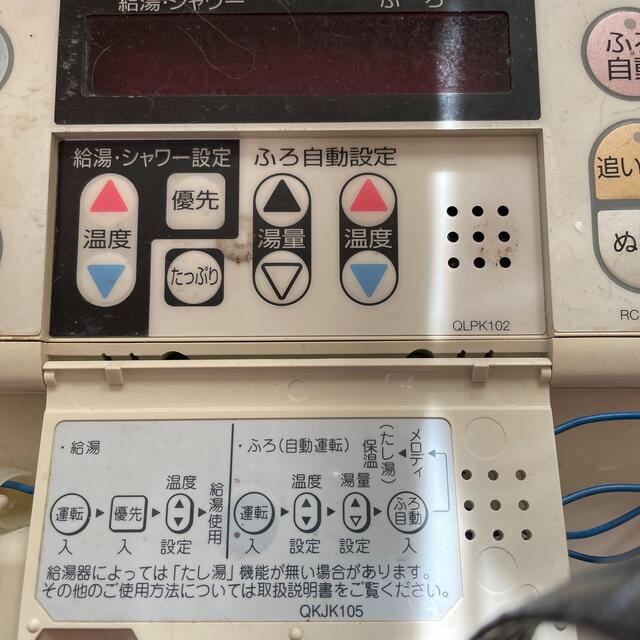 給湯・シャワー
ふろ
ふろ
自動
給湯・シャワー設定
ふろ自動設定
優先
温度
湯量
温度
たっぷり
追い
ぬ
QLPK102
RC
・給湯
・ふろ(自動運転)
メロディ
(たし湯)
保温
温度
給湯使用
温度
湯量
運転
優先
運転
ふろ
自動
入
入
設定
入
設定
設定
入
給湯器によっては「たし湯」機能が無い場合があります。
その他のご使用方法については取扱説明書をご覧ください。
QKJK105